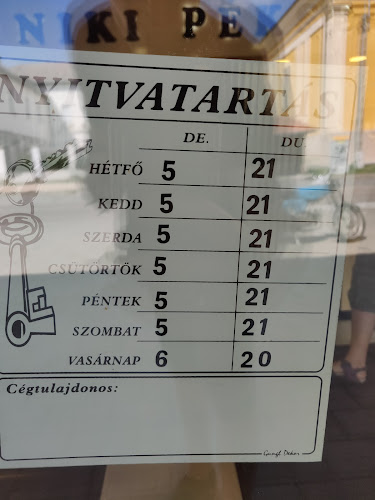 NIKI PÉK
NYITVATARTÁS
DE. DU.
HÉTFŐ 5 21
KEDD 5 21
SZERDA 5 21
CSÜTÖRTÖK 5 21
PÉNTEK 5 21
SZOMBAT 5 21
VASÁRNAP 6 20
Cégtulajdonos: